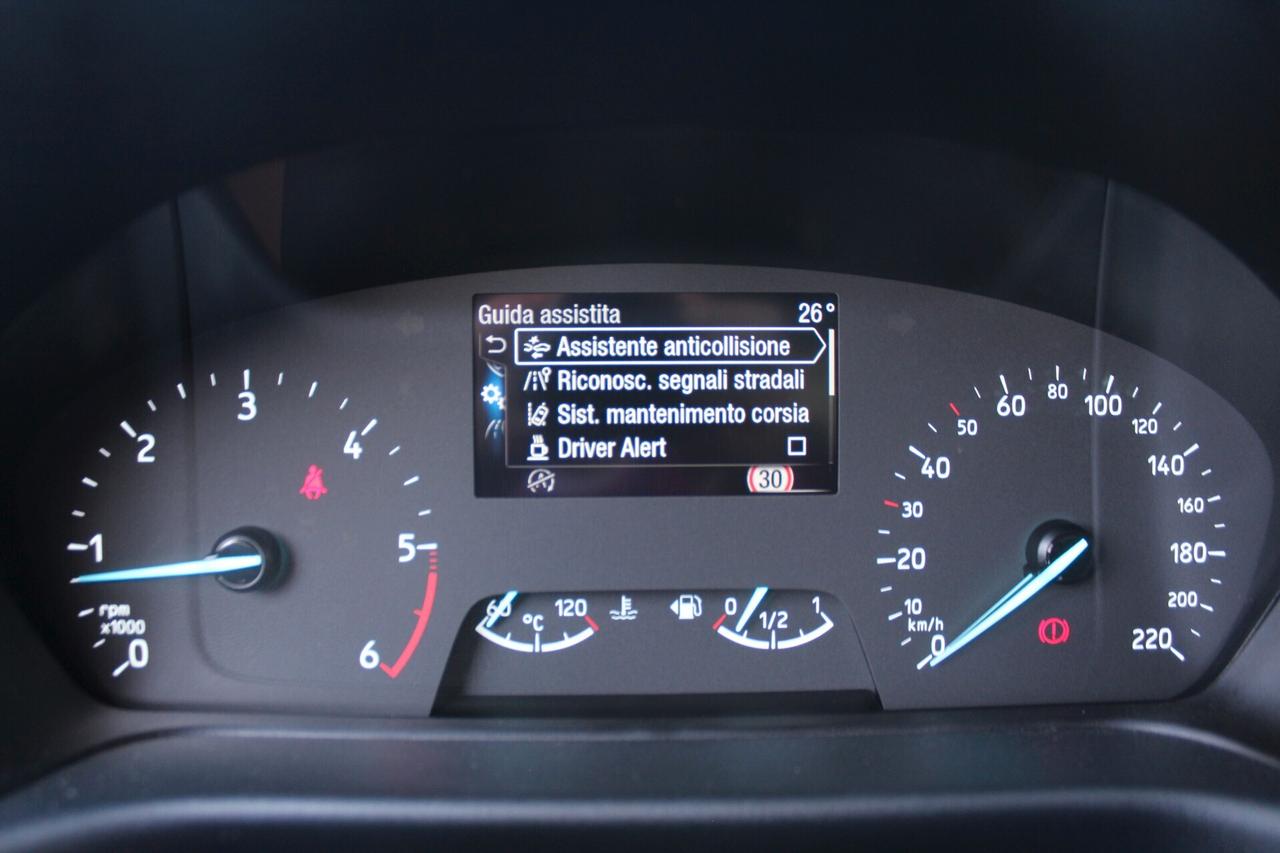 Guida assistita 26°
Assistente anticollisione
Riconosc. segnali stradali
Sist. mantenimento corsia
Driver Alert
30
0
1
2
3
4
5
6
rpm
x1000
60 120
°C
0 1/2 1
0
10
20
30
40
50
60
80
100
120
140
160
180
200
220
km/h